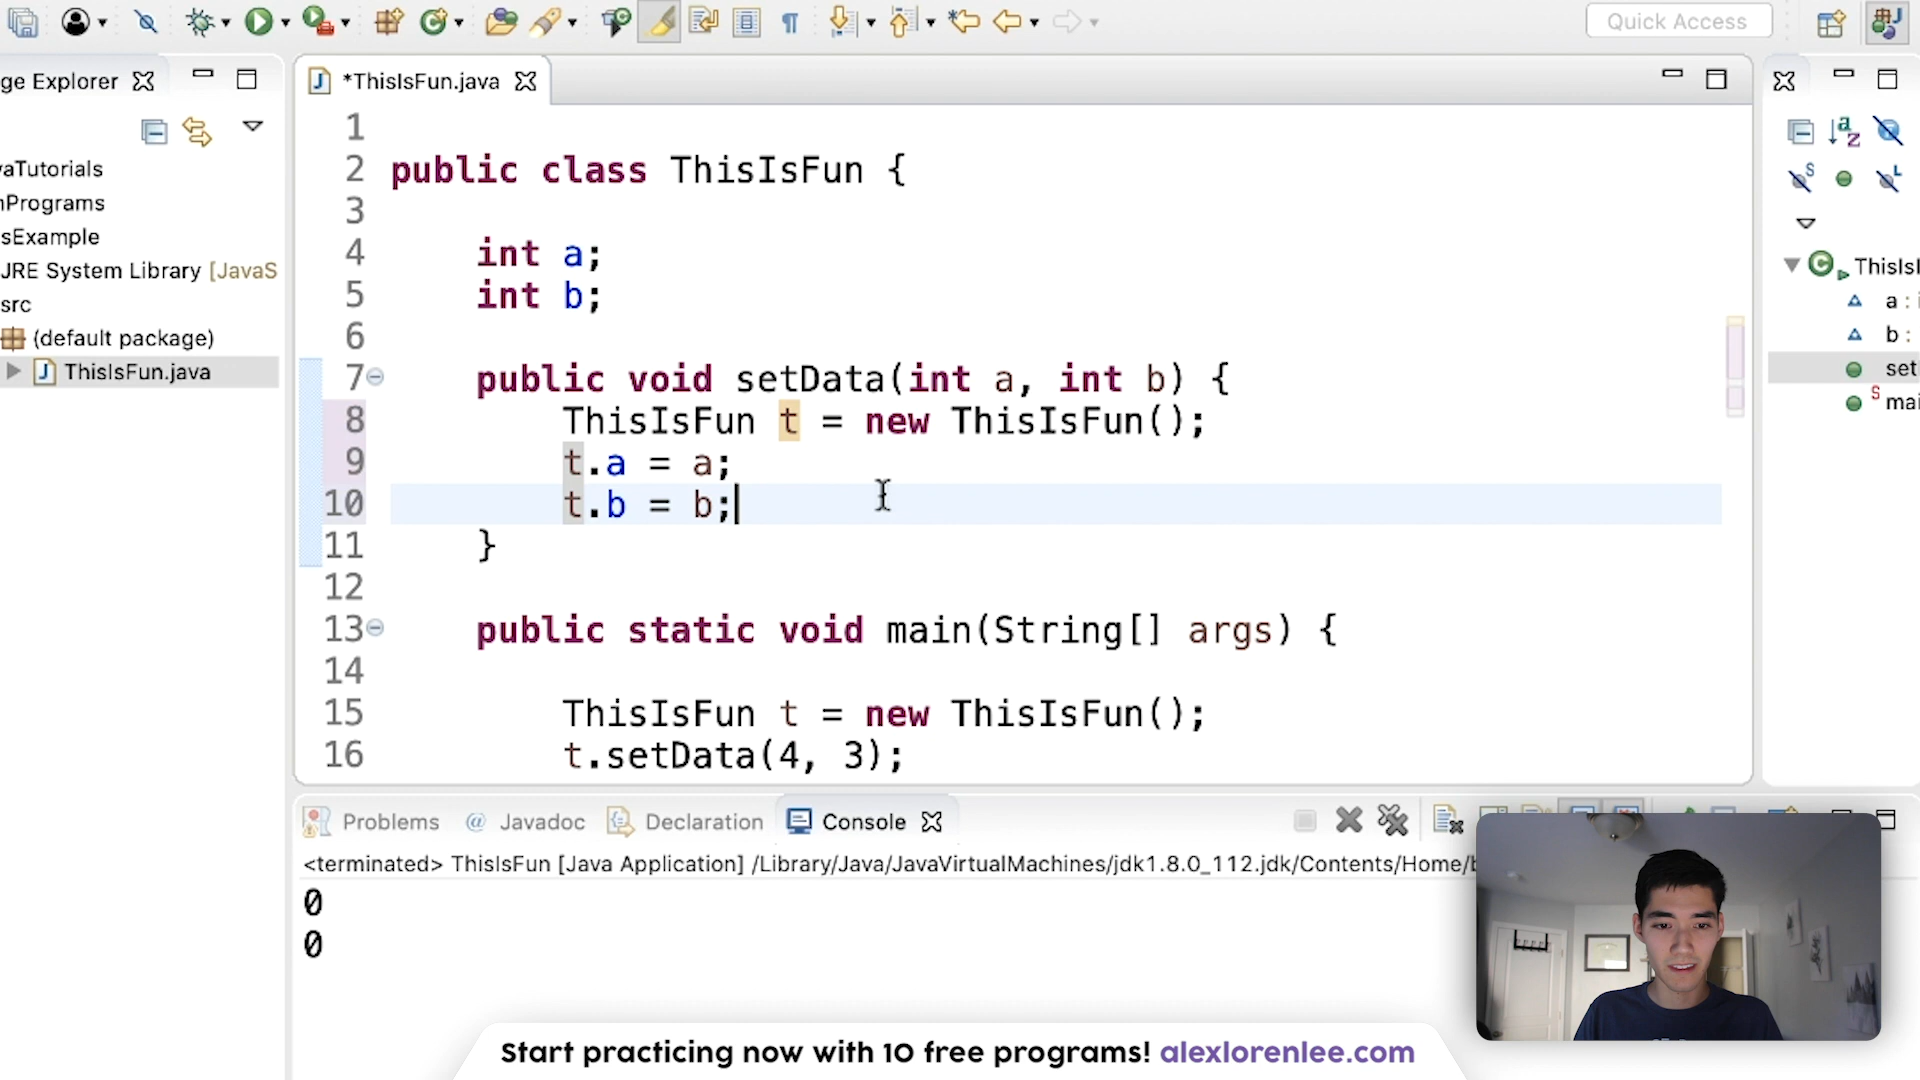 Quick Access
ge Explorer
*ThisIsFun.java
vaTutorials
nPrograms
sExample
JRE System Library [JavaS
src
(default package)
ThisIsFun.java
1
2 public class ThisIsFun {
3
4 int a;
5 int b;
6
7 public void setData(int a, int b) {
8 ThisIsFun t = new ThisIsFun();
9 t.a = a;
10 t.b = b;
11 }
12
13 public static void main(String[] args) {
14
15 ThisIsFun t = new ThisIsFun();
16 t.setData(4, 3);
ThisIsI
a : i
b :
set
S mai
Problems @ Javadoc Declaration Console
<terminated> ThisIsFun [Java Application] /Library/Java/JavaVirtualMachines/jdk1.8.0_112.jdk/Contents/Home/b
0
0
Start practicing now with 10 free programs! alexlorenlee.com